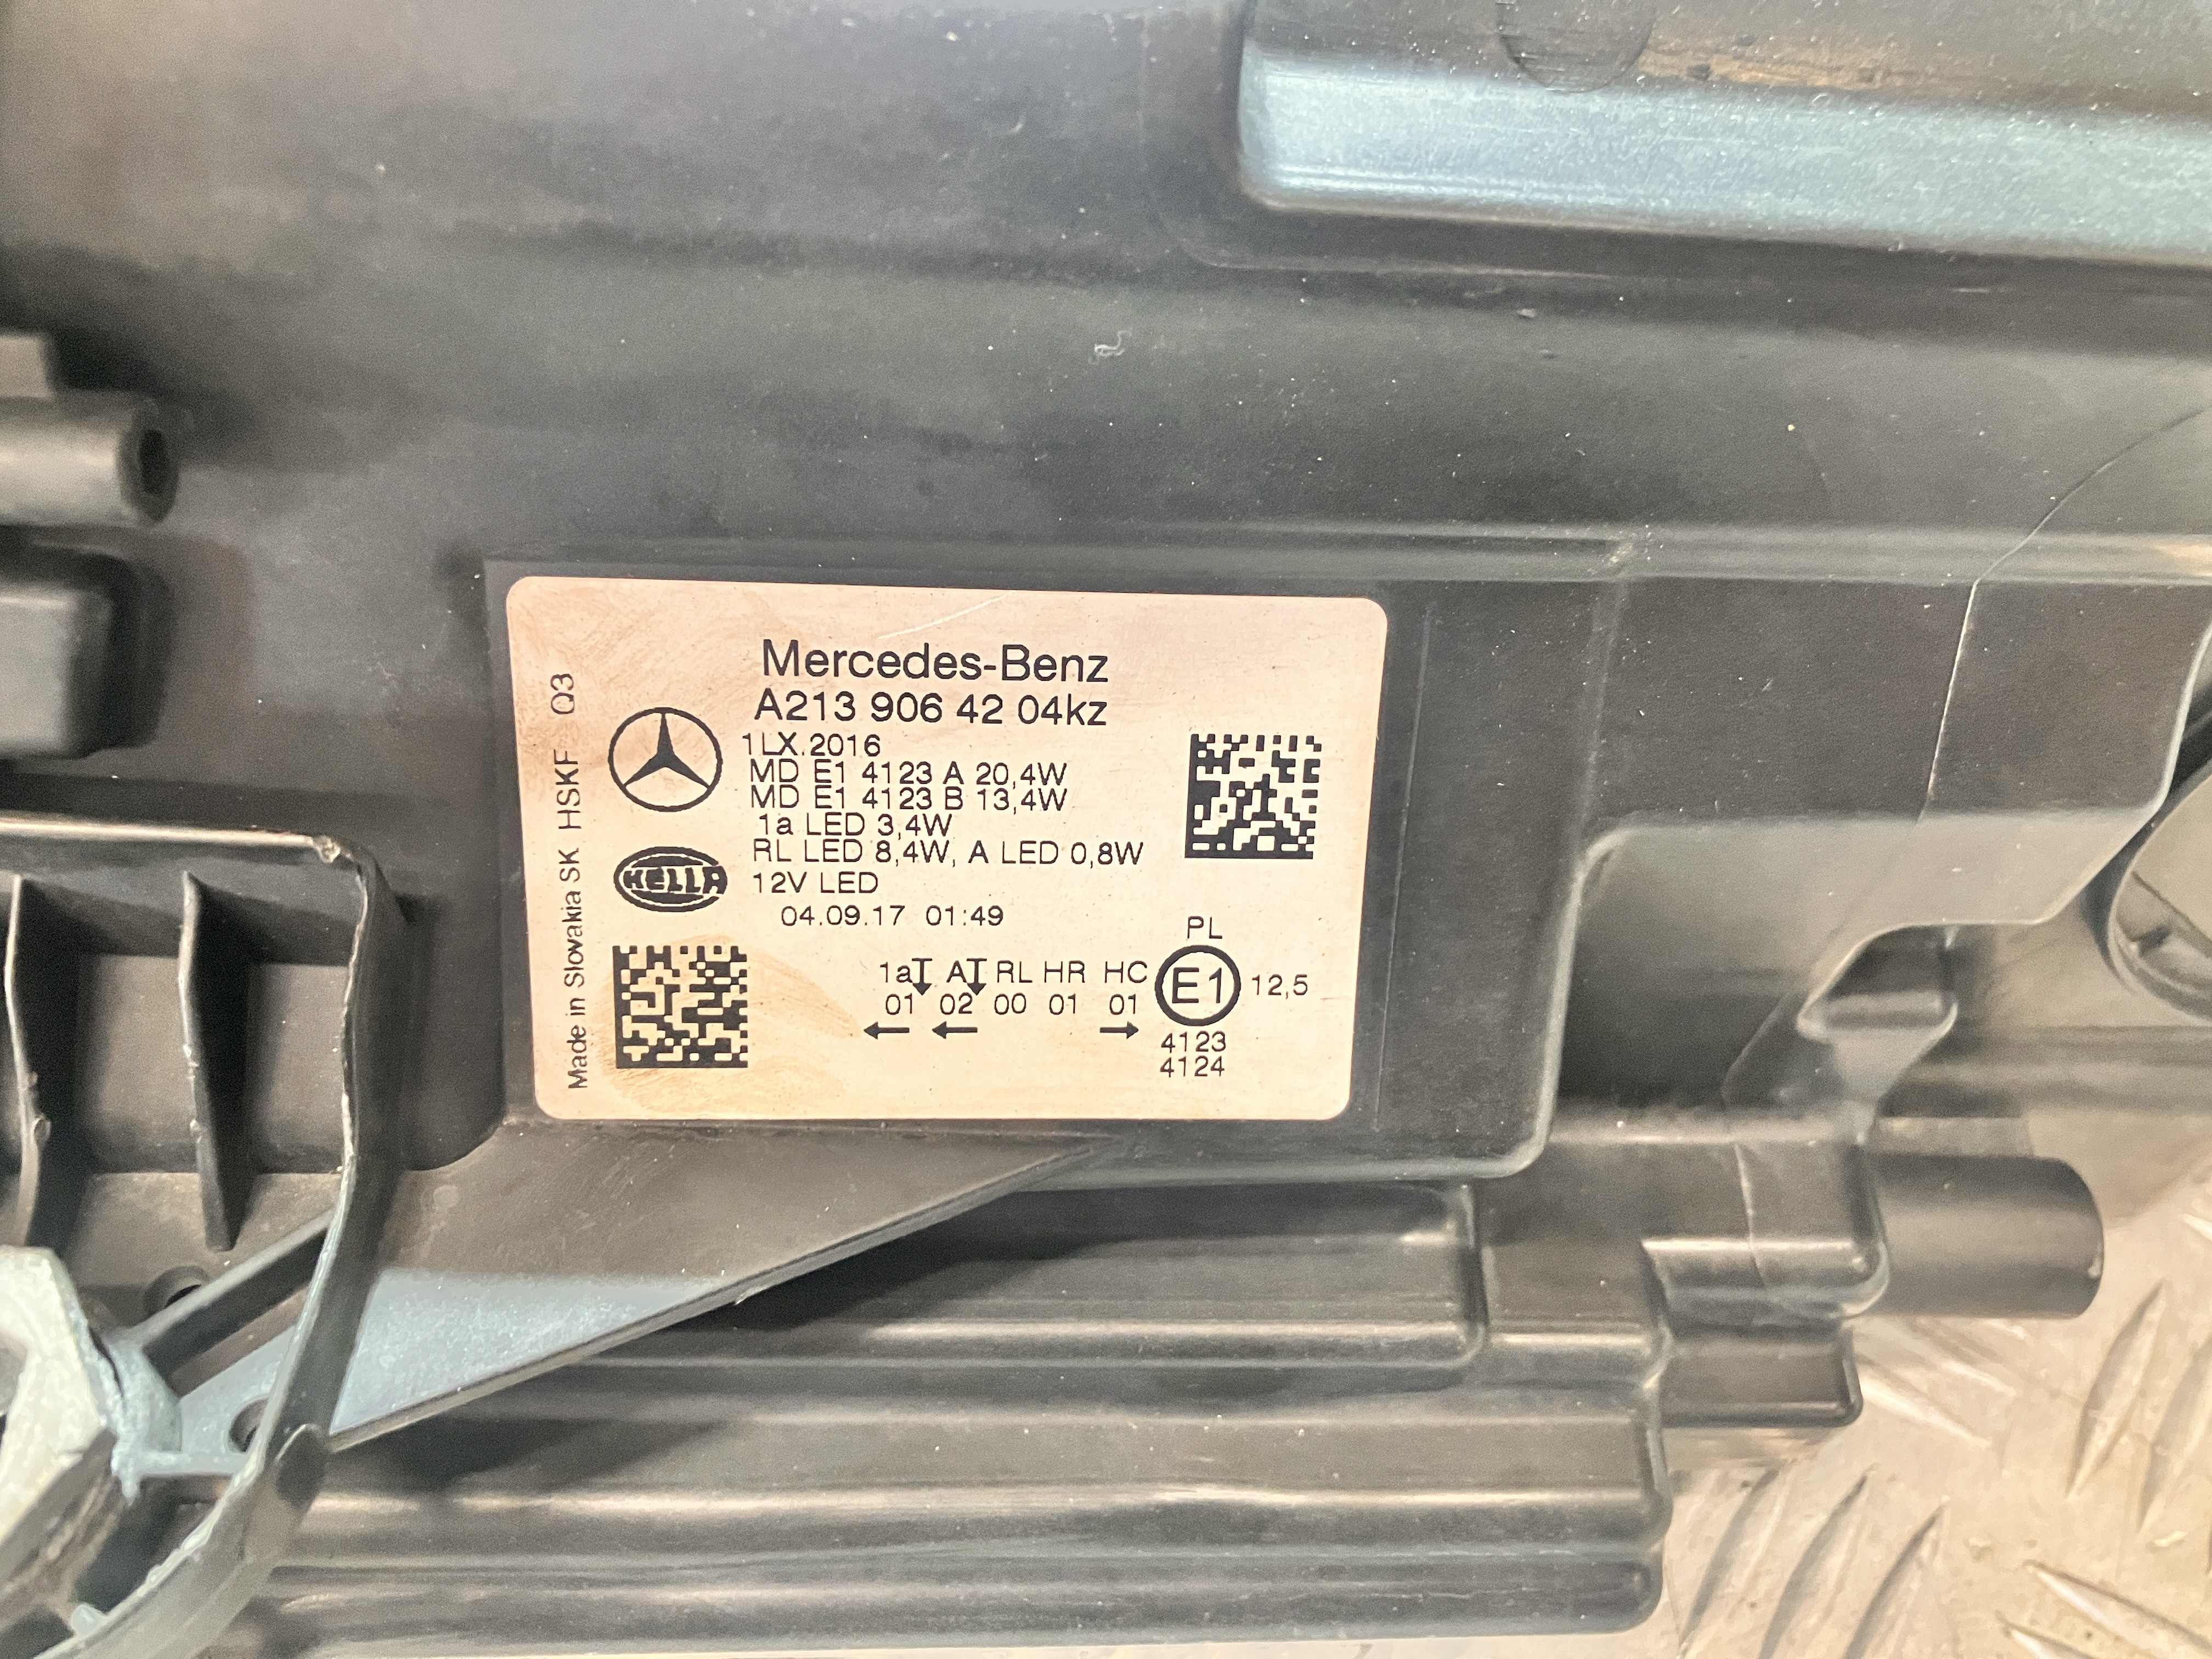 Mercedes-Benz
A213 906 42 04kz
1LX.2016
MD E1 4123 A 20,4W
MD E1 4123 B 13,4W
1a LED 3,4W
RL LED 8,4W, A LED 0,8W
12V LED
04.09.17 01:49
HELLA
Made in Slovakia SK HSKF Q3
PL
1a A RL HR HC E1 12,5
01 02 00 01 01
← ← →
4123
4124